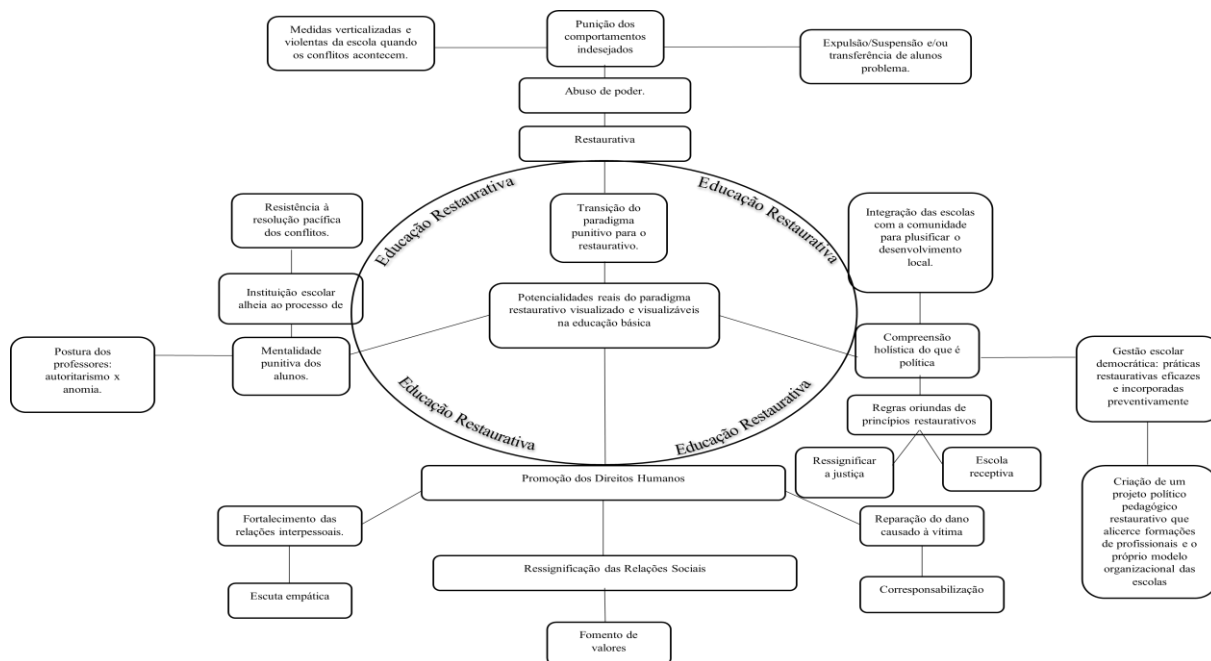 Medidas verticalizadas e
violentas da escola quando
os conflitos acontecem.
Punição dos
comportamentos
indesejados
Expulsão/Suspensão e/ou
transferência de alunos
problema.
Abuso de poder.
Restaurativa
Educação Restaurativa
Educação Restaurativa
Resistência à
resolução pacífica
dos conflitos.
Transição do
paradigma
punitivo para o
restaurativo.
Integração das escolas
com a comunidade
para plusificar o
desenvolvimento
local.
Instituição escolar
alheia ao processo de
Potencialidades reais do paradigma
restaurativo visualizado e visualizáveis
na educação básica
Postura dos
professores:
autoritarismo x
anomia.
Mentalidade
punitiva dos
alunos.
Compreensão
holística do que é
política
Gestão escolar
democrática: práticas
restaurativas eficazes
e incorporadas
preventivamente
Educação Restaurativa
Educação Restaurativa
Regras oriundas de
princípios restaurativos
Ressignificar
a justiça
Escola
receptiva
Promoção dos Direitos Humanos
Criação de um
projeto político
pedagógico
restaurativo que
alicerce formações
de profissionais e o
próprio modelo
organizacional das
escolas
Fortalecimento das
relações interpessoais.
Reparação do dano
causado à vítima
Ressignificação das Relações Sociais
Escuta empática
Corresponsabilização
Fomento de
valores